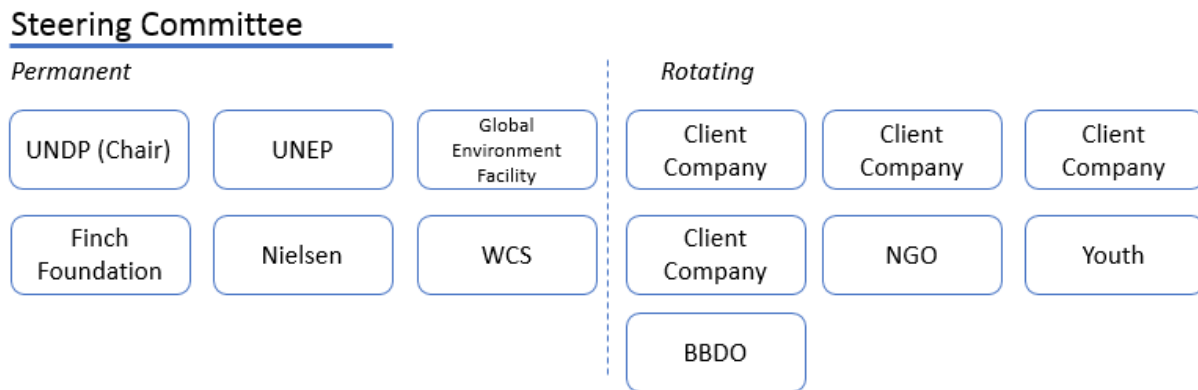 Steering Committee
Permanent
Rotating
UNDP (Chair)
UNEP
Global
Environment
Facility
Client
Company
Client
Company
Client
Company
Finch
Foundation
Nielsen
WCS
Client
Company
NGO
Youth
BBDO